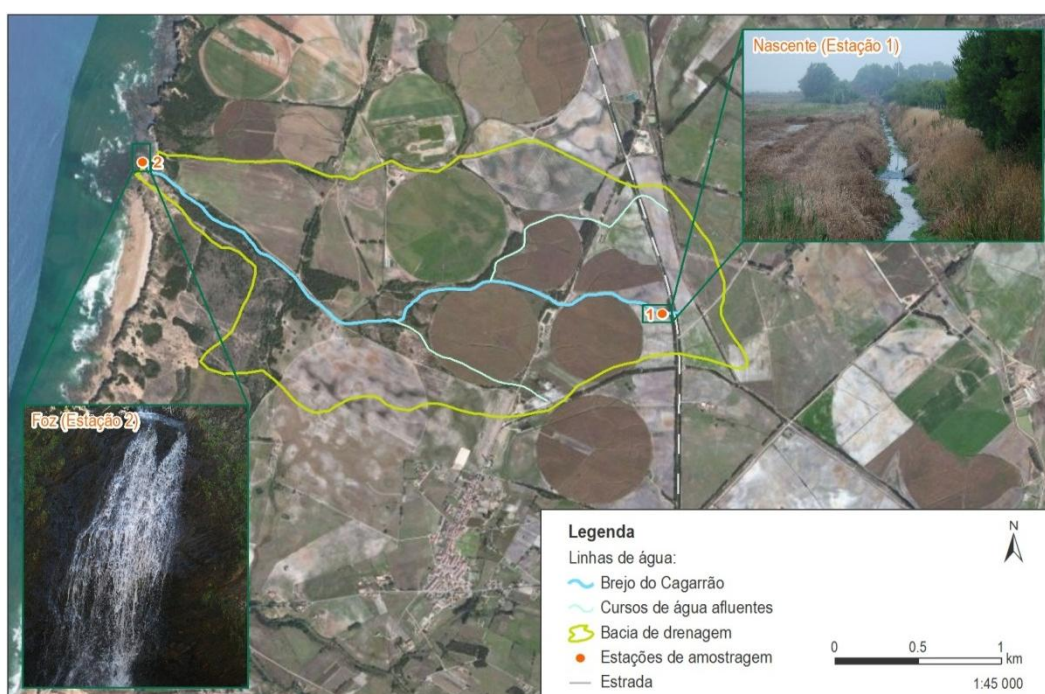 Nascente (Estação 1)
2
1
Foz (Estação 2)
Legenda
Linhas de água:
Brejo do Cagarrão
Cursos de água afluentes
Bacia de drenagem
Estações de amostragem
Estrada
N
0 0.5 1
km
1:45 000